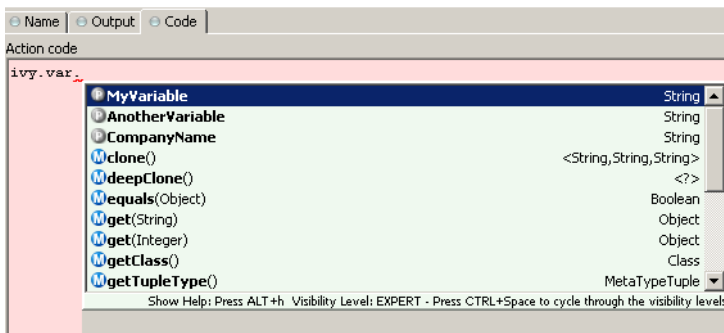 Name Output Code
Action code
ivy.var.
MyVariable String
AnotherVariable String
CompanyName String
clone() <String,String,String>
deepClone() <?>
equals(Object) Boolean
get(String) Object
get(Integer) Object
getClass() Class
getTupleType() MetaTypeTuple
Show Help: Press ALT+h Visibility Level: EXPERT - Press CTRL+Space to cycle through the visibility levels